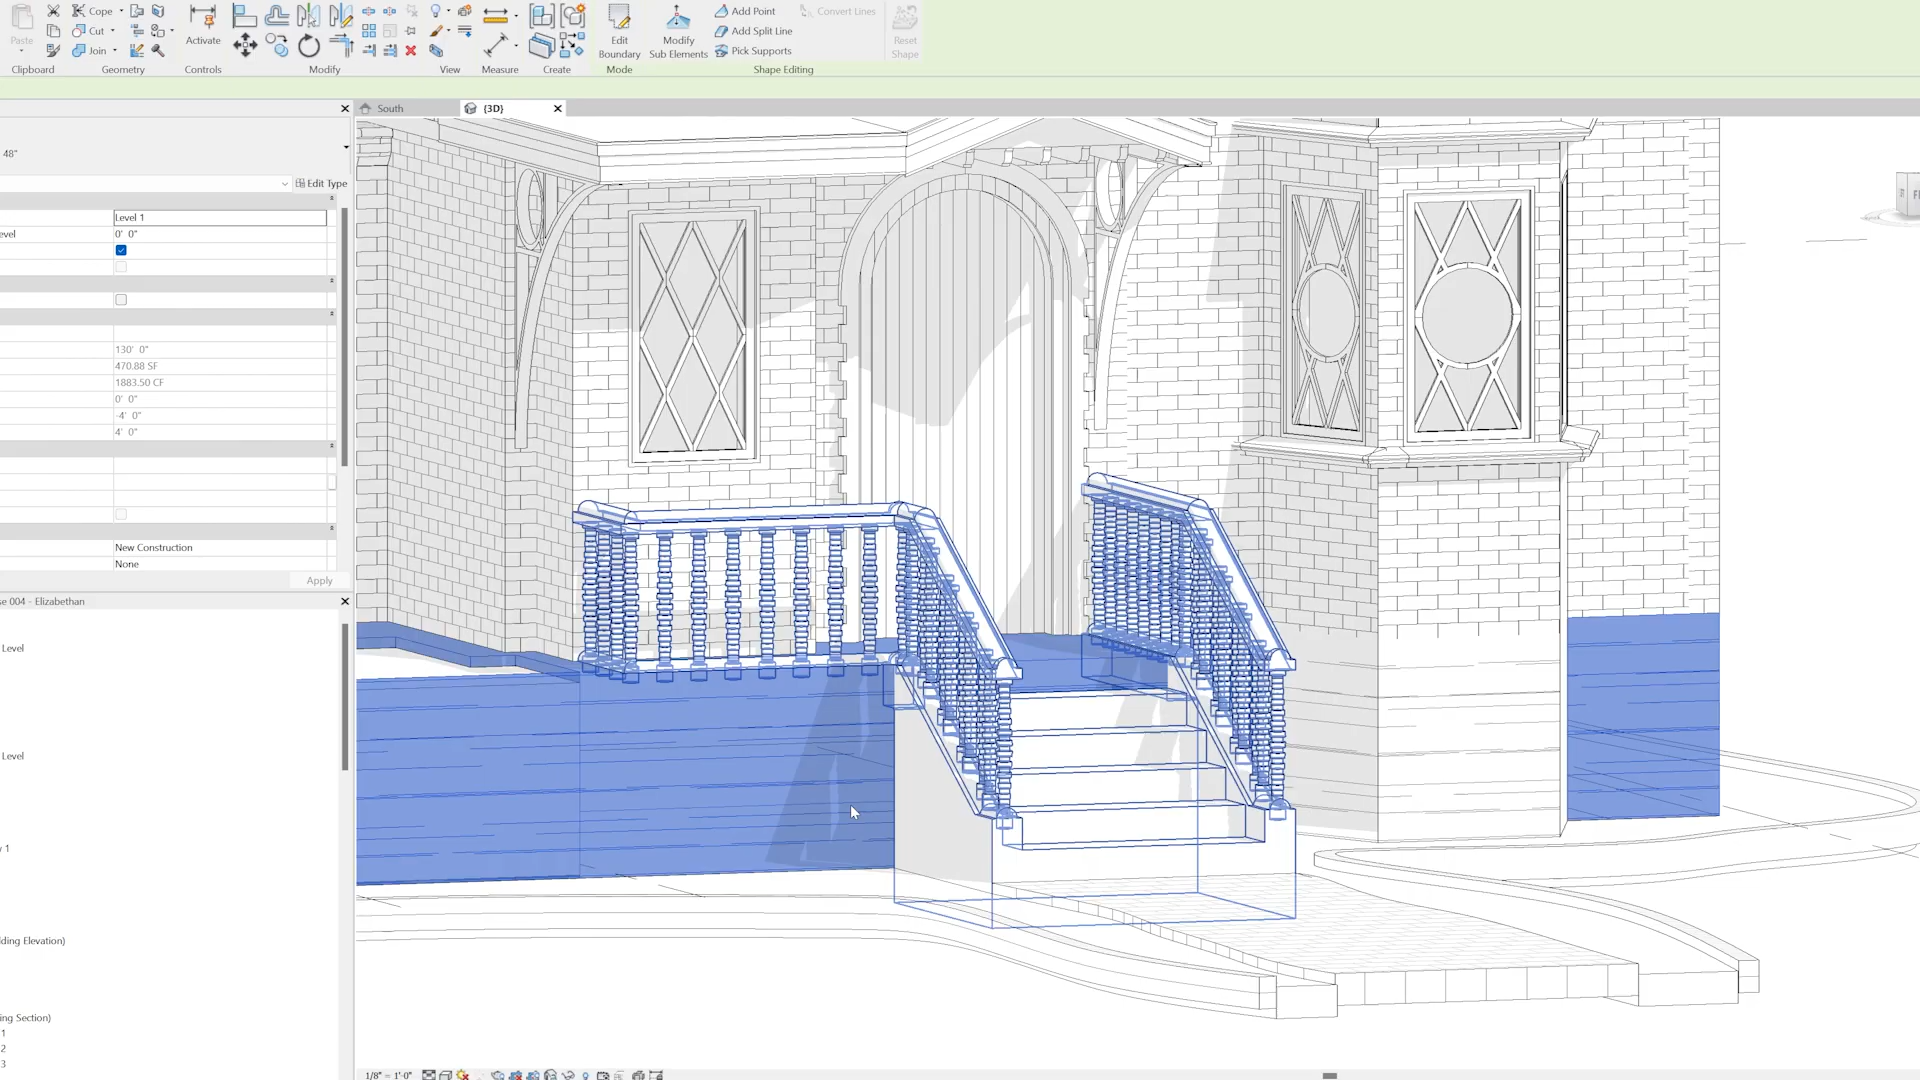 Paste
Cope
Cut
Join
Activate
Edit
Boundary
Modify
Sub Elements
Add Point
Add Split Line
Pick Supports
Convert Lines
Reset
Shape
Clipboard
Geometry
Controls
Modify
View
Measure
Create
Mode
Shape Editing
South
{3D}
48"
Edit Type
Level 1
evel
0' 0"
130' 0"
470.88 SF
1883.50 CF
0' 0"
-4' 0"
4' 0"
New Construction
None
Apply
se 004 - Elizabethan
Level
Level
1
lding Elevation)
ing Section)
1
2
3
1/8" = 1'-0"